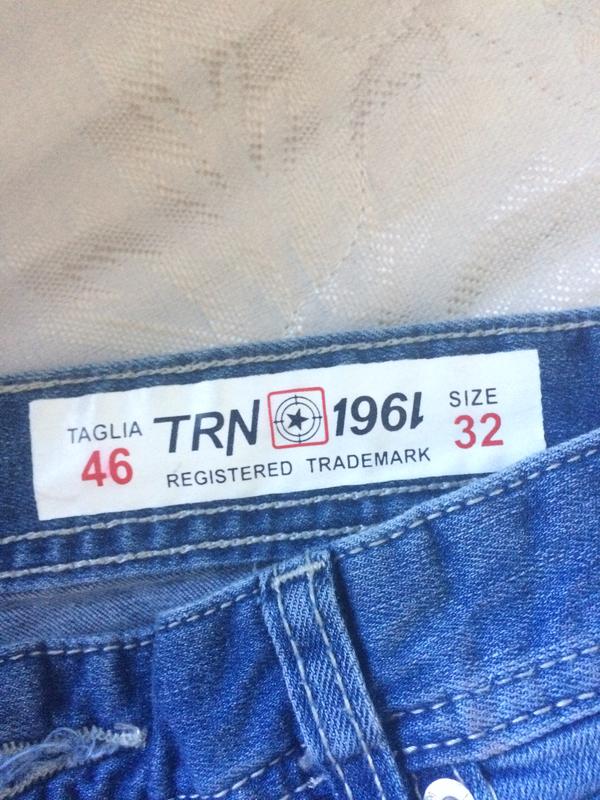 TAGLIA 46
TRN 1961
REGISTERED TRADEMARK
SIZE 32